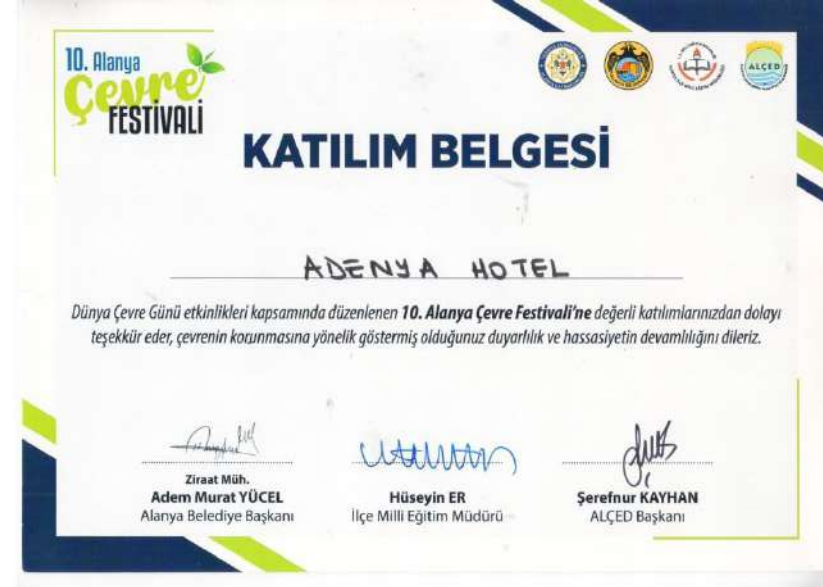 10. Alanya
Çevre
FESTİVALİ
ALÇED
KATILIM BELGESİ
ADENYA HOTEL
Dünya Çevre Günü etkinlikleri kapsamında düzenlenen 10. Alanya Çevre Festivali'ne değerli katılımlarınızdan dolayı
teşekkür eder, çevrenin korunmasına yönelik göstermiş olduğunuz duyarlılık ve hassasiyetin devamlılığını dileriz.
Ziraat Müh.
Adem Murat YÜCEL
Alanya Belediye Başkanı
Hüseyin ER
İlçe Milli Eğitim Müdürü
Şerefnur KAYHAN
ALÇED Başkanı